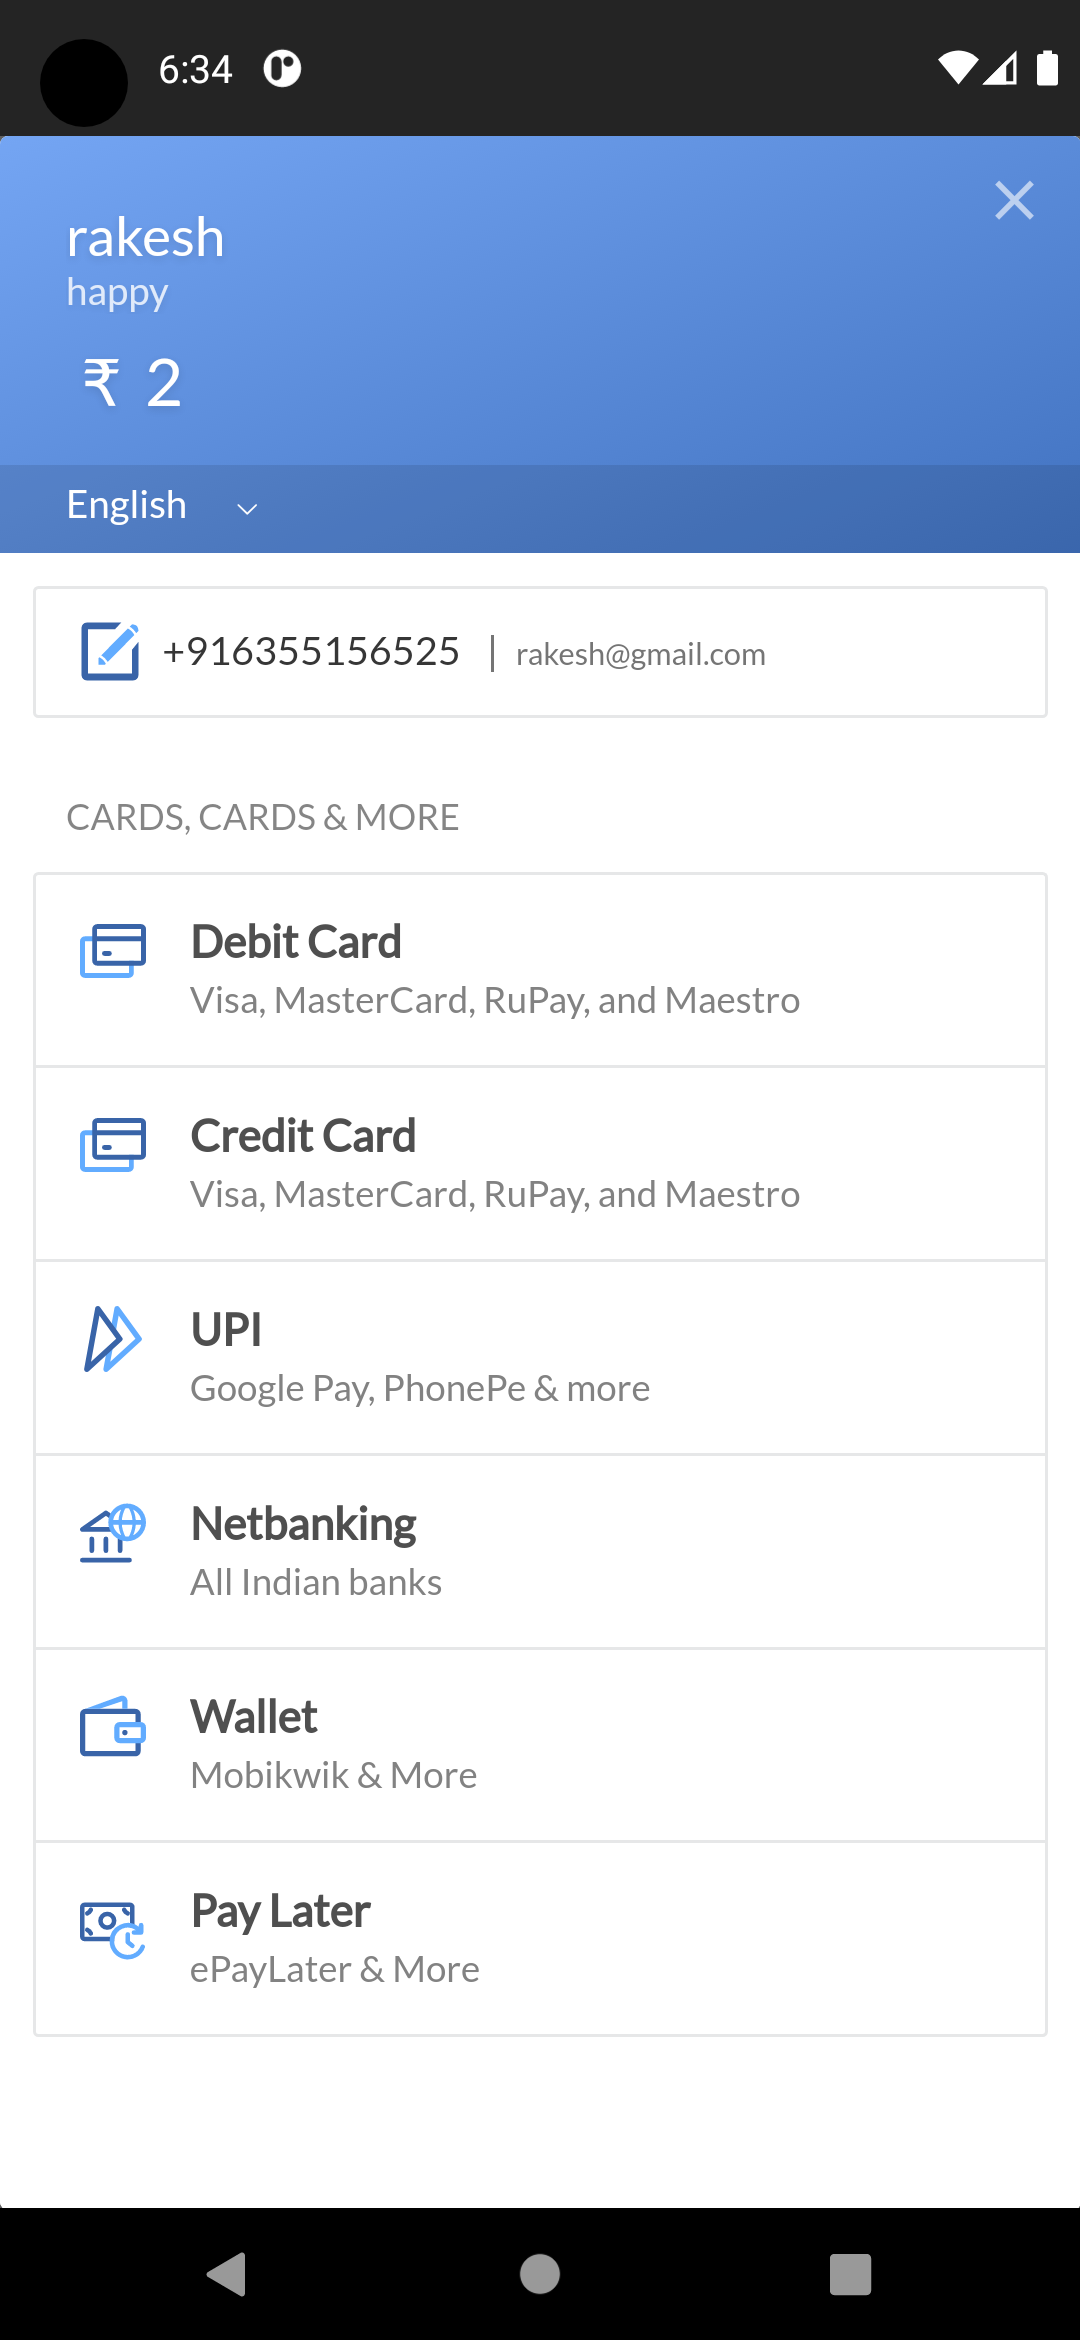 6:34
rakesh
happy
₹ 2
English
+916355156525 | rakesh@gmail.com
CARDS, CARDS & MORE
Debit Card
Visa, MasterCard, RuPay, and Maestro
Credit Card
Visa, MasterCard, RuPay, and Maestro
UPI
Google Pay, PhonePe & more
Netbanking
All Indian banks
Wallet
Mobikwik & More
Pay Later
ePayLater & More